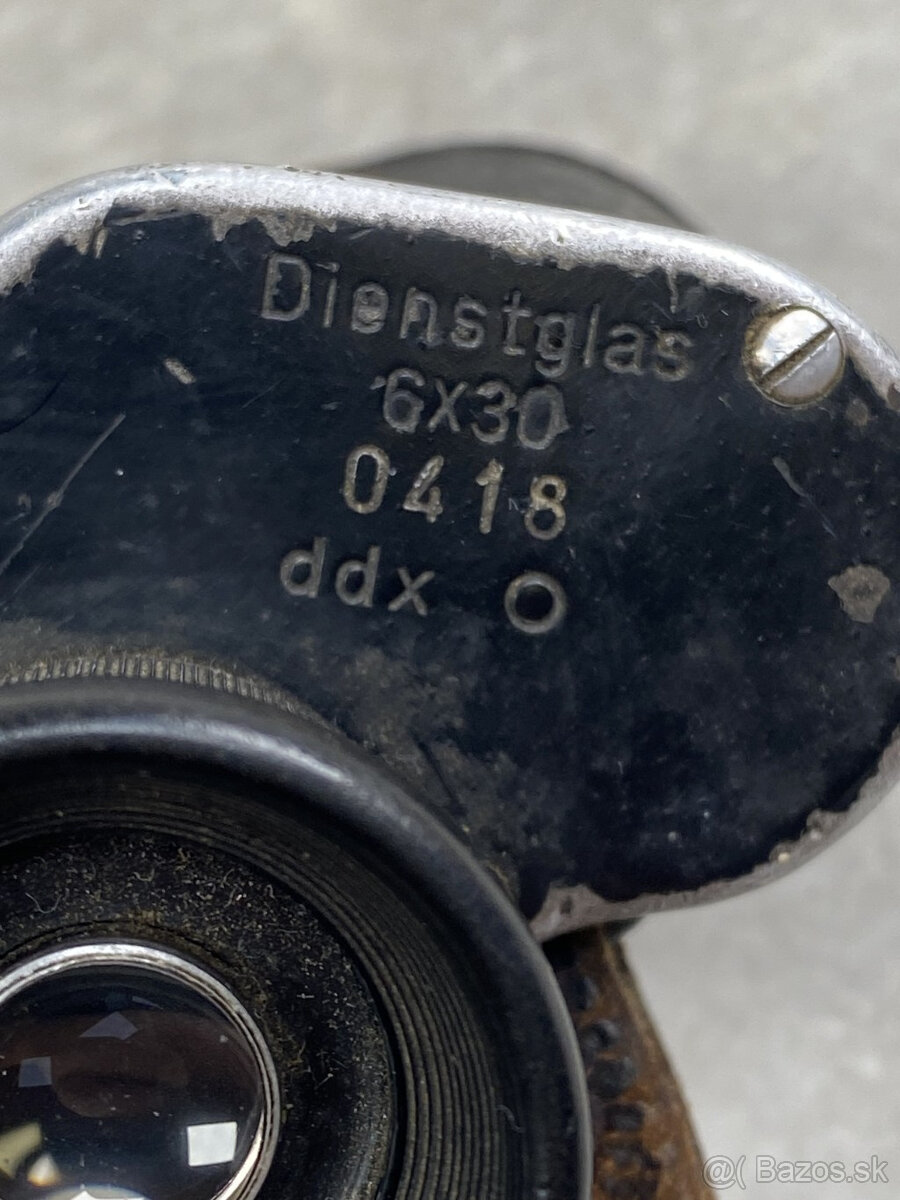 Dienstglas
6x30
0418
ddx O
@( Bazos.sk